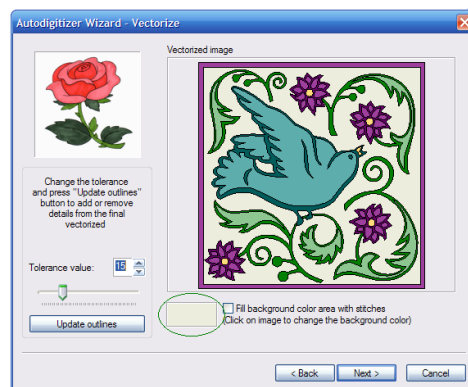 Autodigitizer Wizard - Vectorize
Vectorized image
Change the tolerance
and press "Update outlines"
button to add or remove
details from the final
vectorized
Tolerance value: 15
Update outlines
Fill background color area with stitches
(Click on image to change the background color)
< Back Next > Cancel